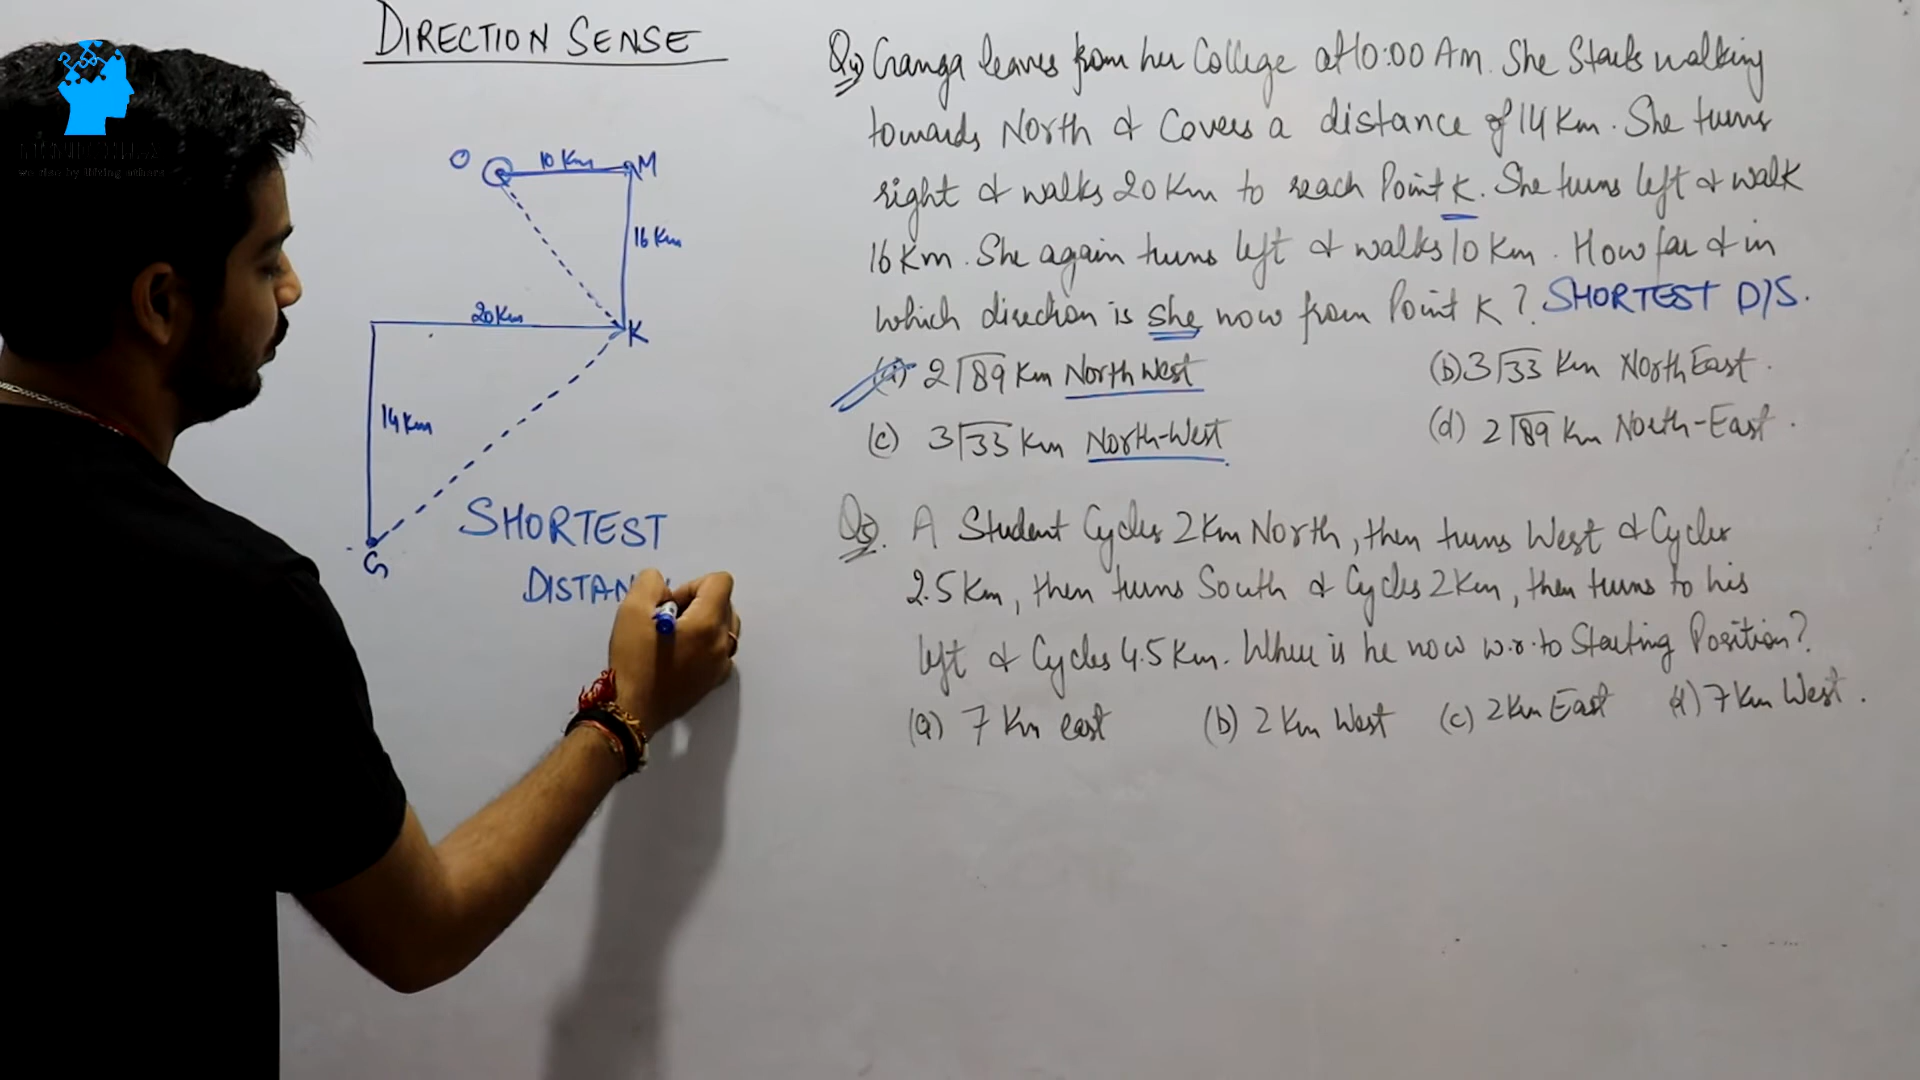 DIRECTION SENSE
O 10 Km M
16 Km
20Km K
14Km
S
SHORTEST
DISTAN
Q4) Ganga leaves from her College at 10:00 Am. She Starts walking
towards North & Covers a distance of 14 Km. She turns
right & walks 20 Km to reach Point K. She turns left & walk
16 Km. She again turns left & walks 10 Km. How far & in
which direction is she now from Point K? SHORTEST D/S.
(a) 2√89 Km North West (b) 3√33 Km North East.
(c) 3√33 Km North-West (d) 2√89 Km North-East.
Q5. A Student Cycles 2 Km North, then turns West & Cycles
2.5 Km, then turns South & Cycles 2 Km, then turns to his
left & Cycles 4.5 Km. Where is he now w.r.to Starting Position?
(a) 7 Km east (b) 2 Km West (c) 2 Km East (d) 7 Km West.